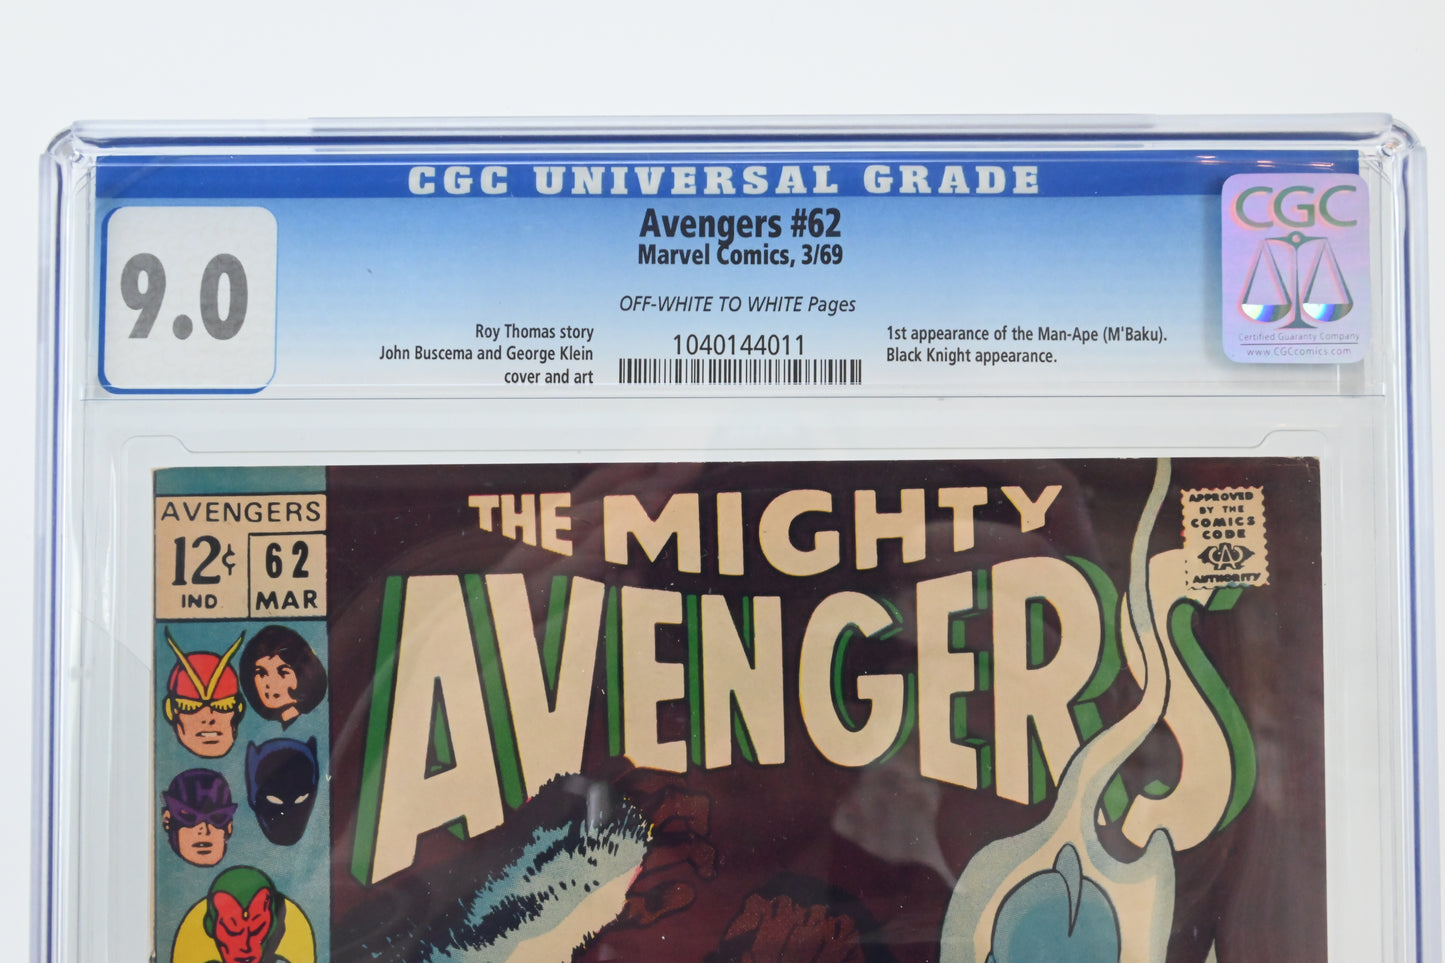 CGC UNIVERSAL GRADE
9.0
Avengers #62
Marvel Comics, 3/69
OFF-WHITE TO WHITE Pages
Roy Thomas story
John Buscema and George Klein
cover and art
1040144011
1st appearance of the Man-Ape (M'Baku).
Black Knight appearance.
CGC
Certified Guaranty Company
www.CGCcomics.com
AVENGERS
12¢
IND
62
MAR
THE MIGHTY
AVENGERS
APPROVED
BY THE
COMICS
CODE
CA
AUTHORITY
H